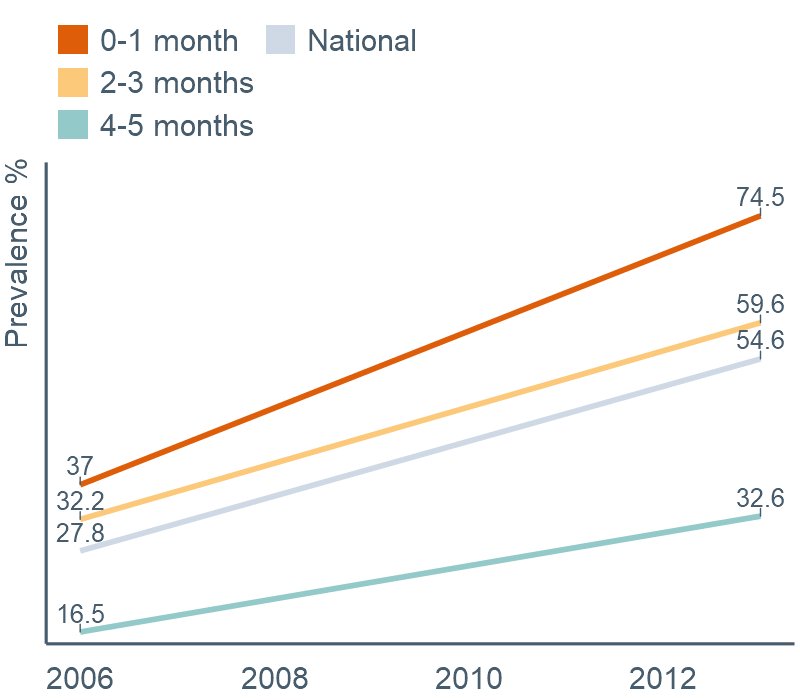 0-1 month National
2-3 months
4-5 months
Prevalence %
74.5
59.6
54.6
37
32.2
27.8
32.6
16.5
2006 2008 2010 2012